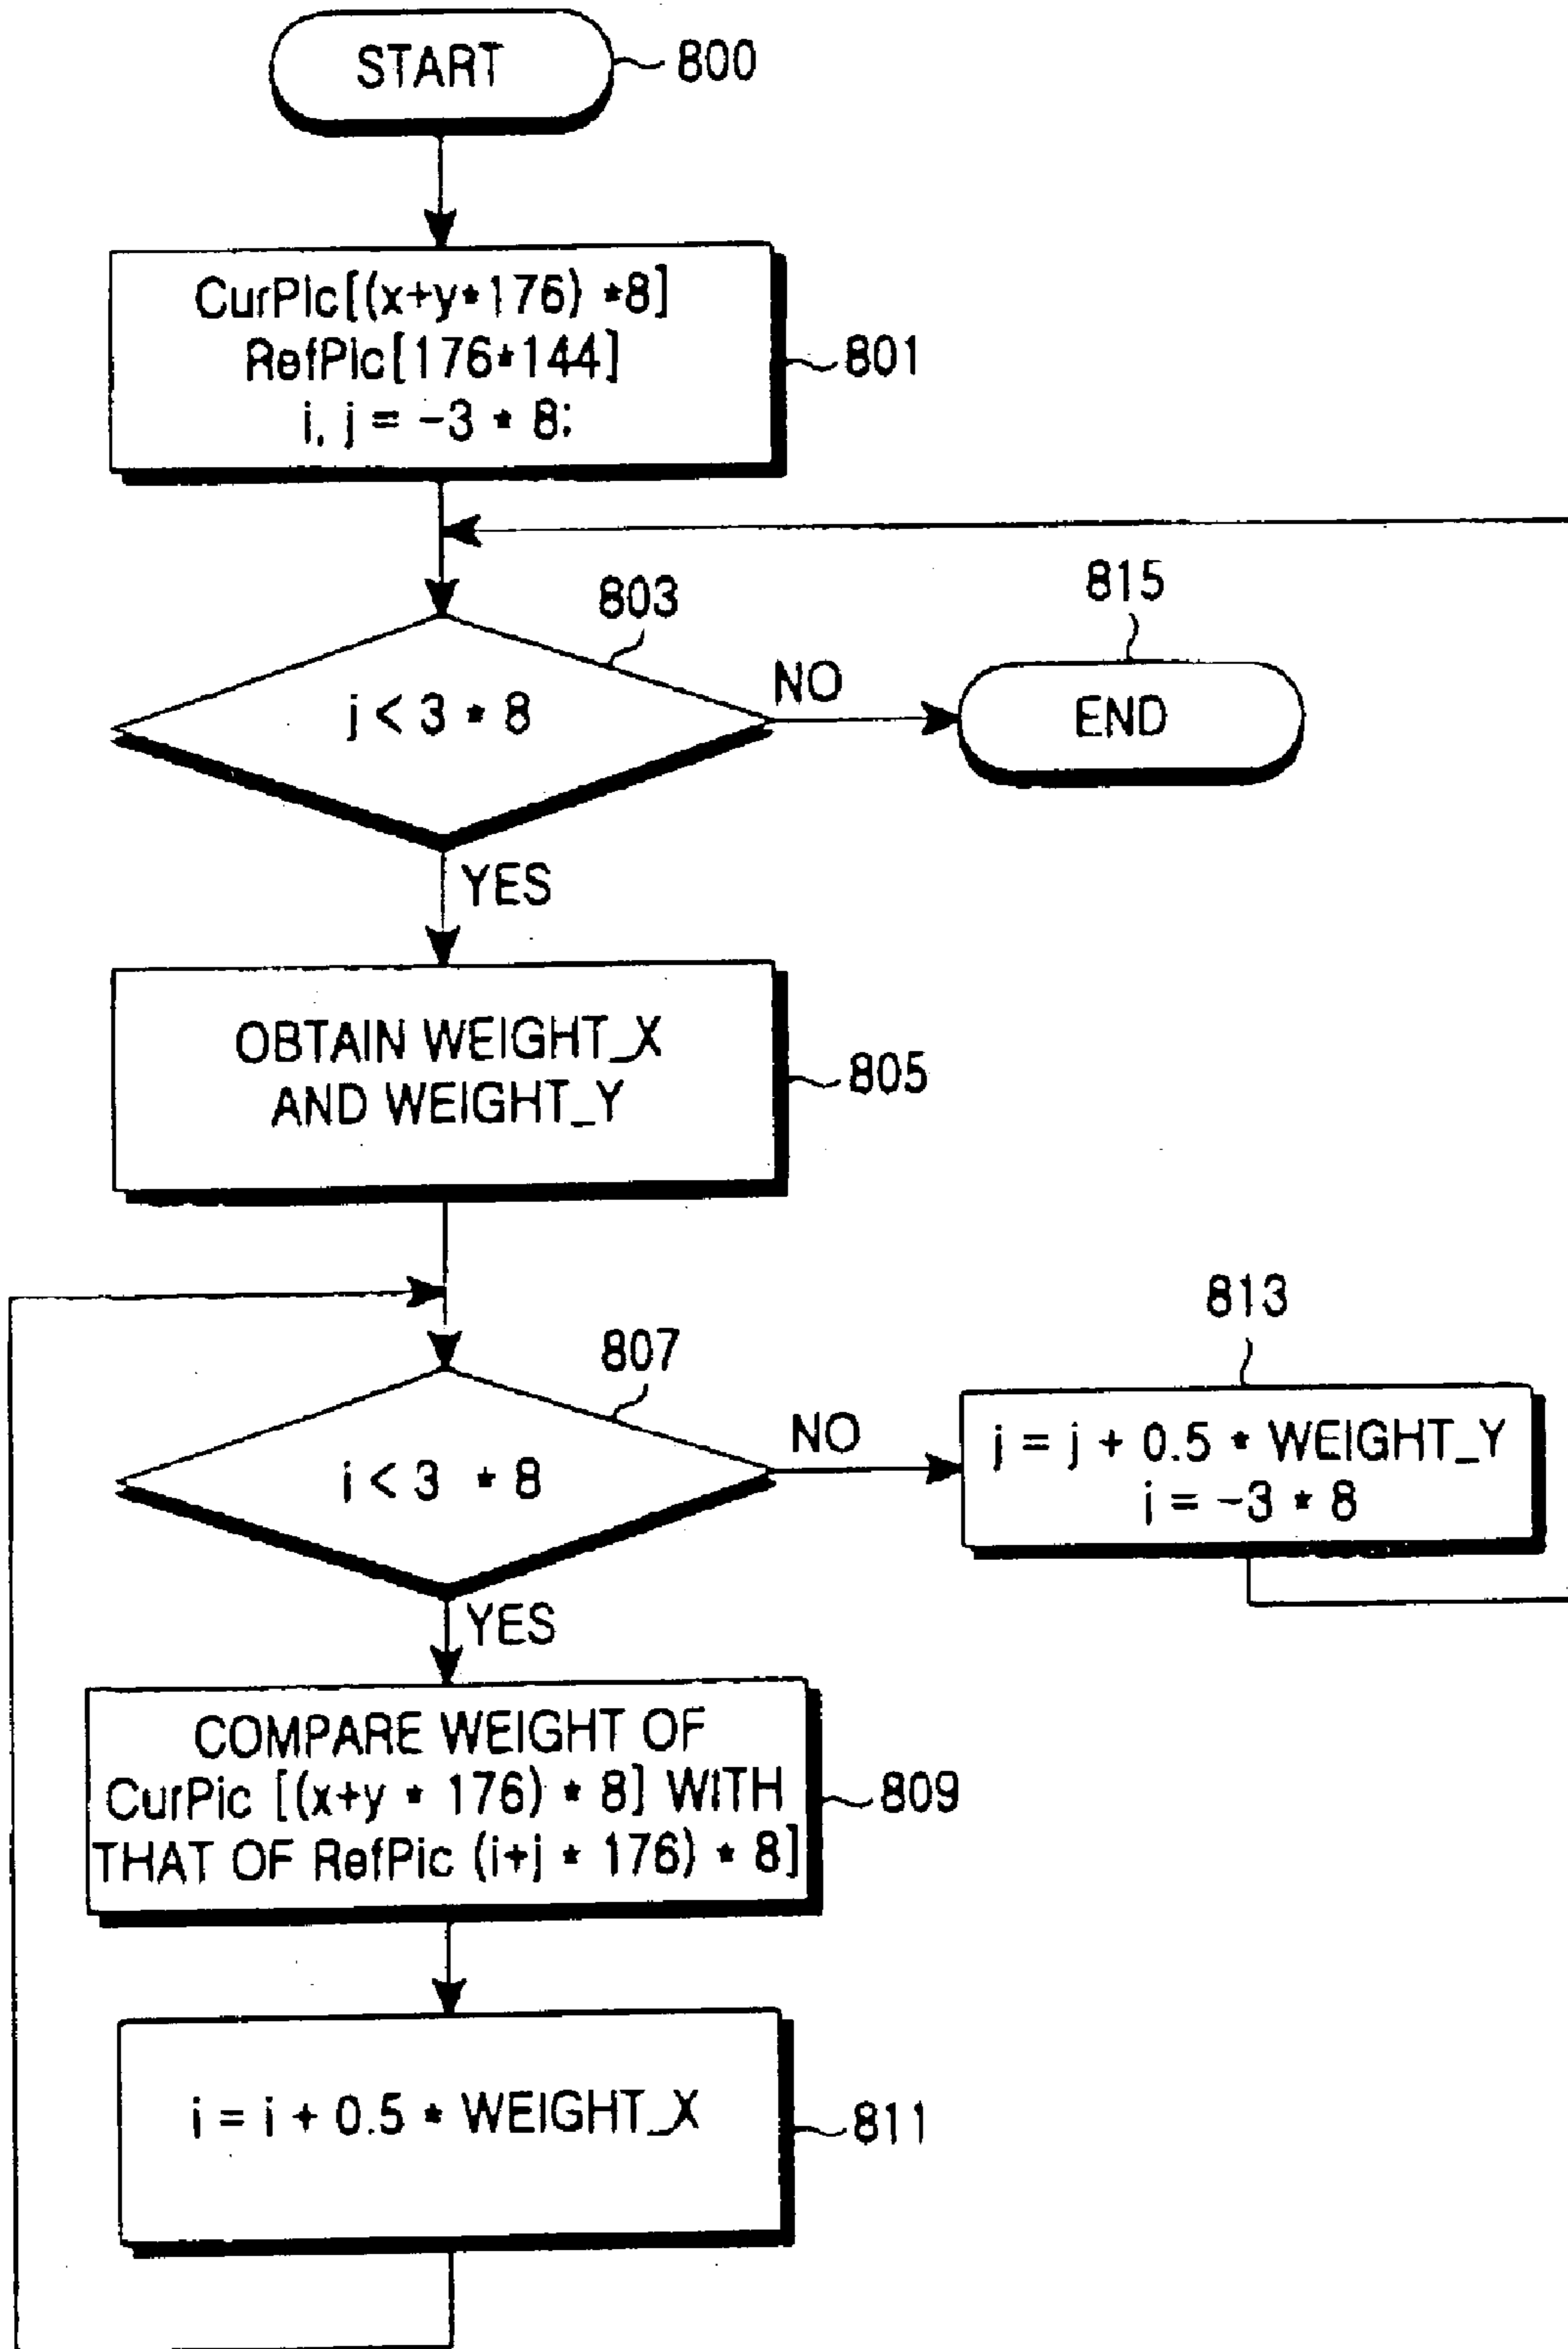 START
800
CurPic[(x+y*176) *8]
RefPic[176*144]
i, j = -3 * 8;
801
803
815
j < 3 * 8
NO
END
YES
OBTAIN WEIGHT_X
AND WEIGHT_Y
805
807
813
i < 3 * 8
NO
j = j + 0.5 * WEIGHT_Y
i = -3 * 8
YES
COMPARE WEIGHT OF
CurPic [(x+y * 176) * 8] WITH
THAT OF RefPic (i+j * 176) * 8]
809
i = i + 0.5 * WEIGHT_X
811